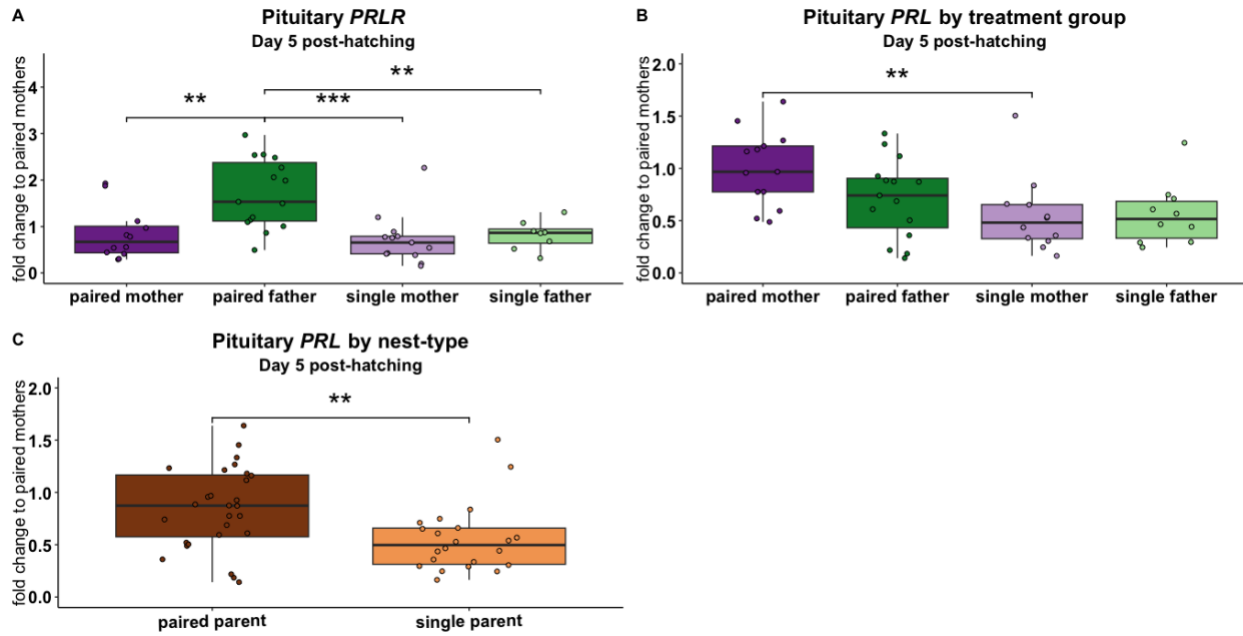 A
Pituitary PRLR
Day 5 post-hatching
fold change to paired mothers
4
3
2
1
0
**
***
**
paired mother
paired father
single mother
single father
B
Pituitary PRL by treatment group
Day 5 post-hatching
fold change to paired mothers
2.0
1.5
1.0
0.5
0.0
**
paired mother
paired father
single mother
single father
C
Pituitary PRL by nest-type
Day 5 post-hatching
fold change to paired mothers
2.0
1.5
1.0
0.5
0.0
**
paired parent
single parent